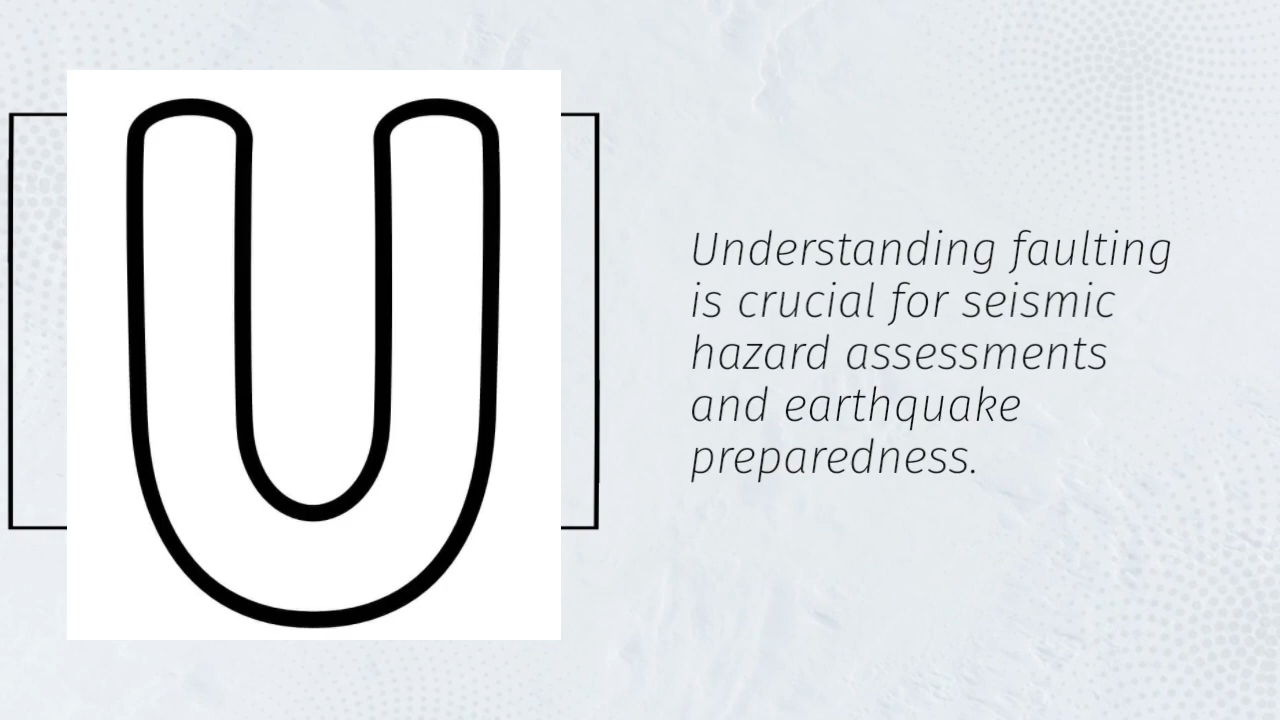 U
Understanding faulting
is crucial for seismic
hazard assessments
and earthquake
preparedness.